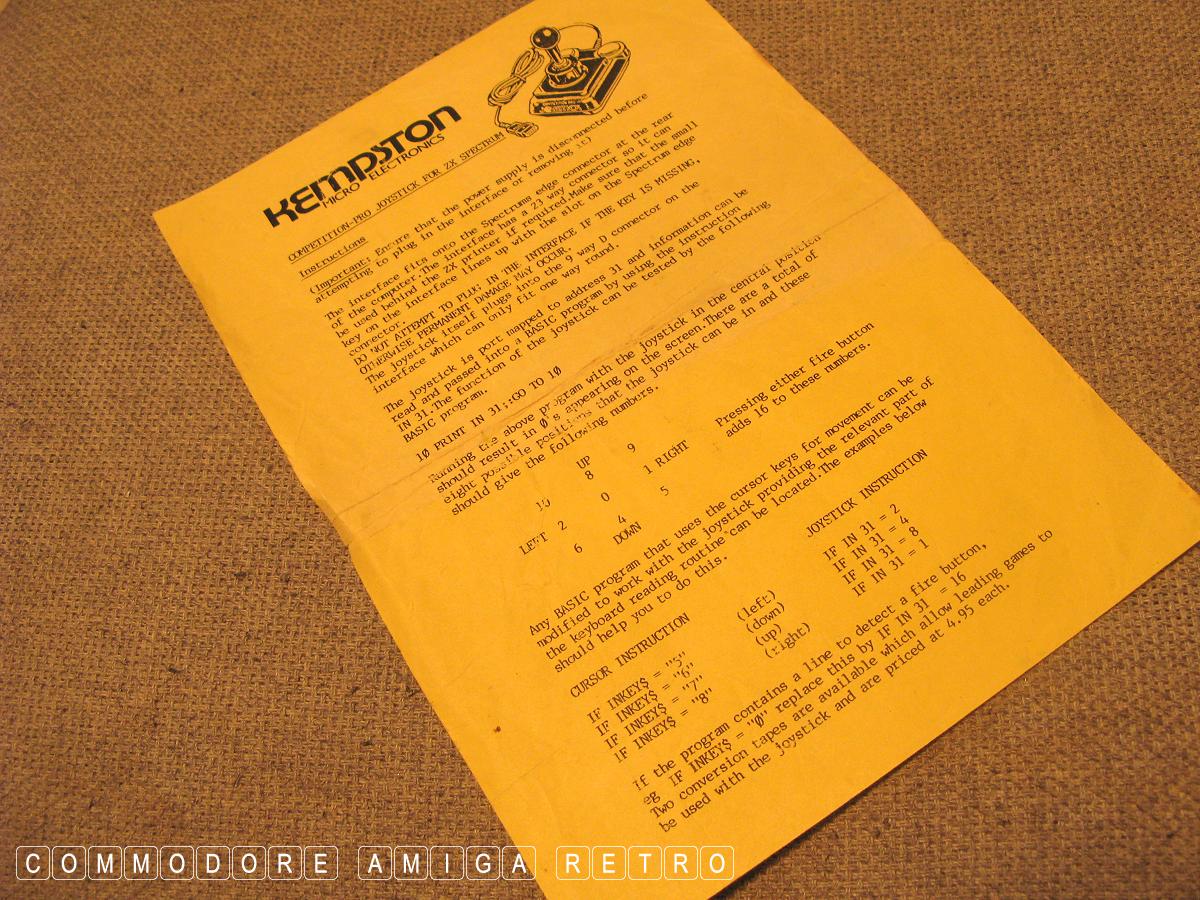 KEMPSTON
MICRO ELECTRONICS
COMPETITION-PRO JOYSTICK FOR ZX SPECTRUM
Instructions
(Important: Ensure that the power supply is disconnected before
attempting to plug in the interface or removing it)
The interface fits onto the Spectrums edge connector at the rear
of the computer.The interface has a 23 way connector so it can
be used behind the ZX printer if required.Make sure that the small
key on the interface lines up with the slot on the Spectrum edge
connector.
DO NOT ATTEMPT TO PLUG IN THE INTERFACE IF THE KEY IS MISSING,
OTHERWISE PERMANENT DAMAGE MAY OCCUR.
The joystick itself plugs into the 9 way D connector on the
interface which can only fit one way round.
The joystick is port mapped to address 31 and information can be
read and passed into a BASIC program by using the instruction
IN 31.The function of the joystick can be tested by the following
BASIC program.
10 PRINT IN 31,:GO TO 10
Running the above program with the joystick in the central position
should result in 0's appearing on the screen.There are a total of
eight possible positions that the joystick can be in and these
should give the following numbers.
UP
10 8 9
LEFT 2 0 1 RIGHT
6 4 5
DOWN
Pressing either fire button
adds 16 to these numbers.
Any BASIC program that uses the cursor keys for movement can be
modified to work with the joystick providing the relevant part of
the keyboard reading routine can be located.The examples below
should help you to do this.
CURSOR INSTRUCTION JOYSTICK INSTRUCTION
IF INKEY$ = "5" (left) IF IN 31 = 2
IF INKEY$ = "6" (down) IF IN 31 = 4
IF INKEY$ = "7" (up) IF IN 31 = 8
IF INKEY$ = "8" (right) IF IN 31 = 1
If the program contains a line to detect a fire button,
eg IF INKEY$ = "0" replace this by IF IN 31 = 16
Two conversion tapes are available which allow leading games to
be used with the joystick and are priced at 4.95 each.
COMMODORE AMIGA RETRO